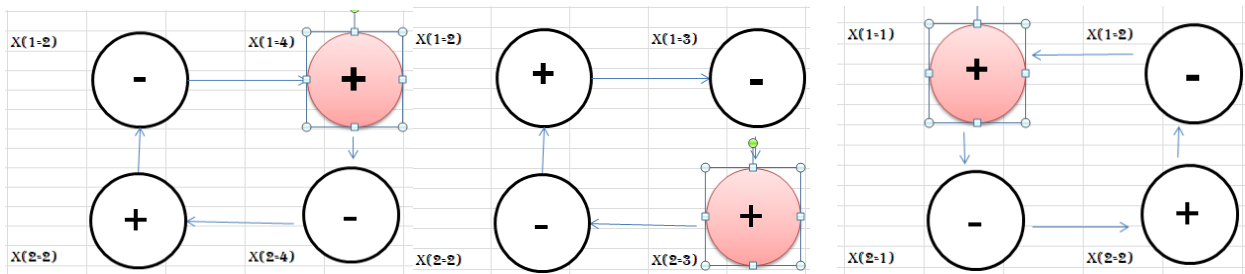 X(1=2) X(1=4)
- +
+ -
X(2=2) X(2=4)
X(1=2) X(1=3)
+ -
- +
X(2=2) X(2=3)
X(1=1) X(1=2)
+ -
- +
X(2=1) X(2=2)